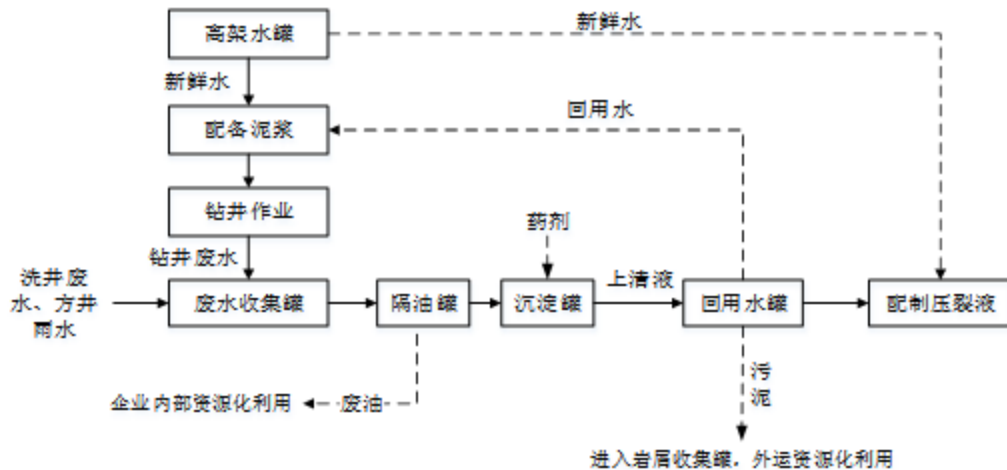 高架水罐
新鲜水
新鲜水
配备泥浆
回用水
钻井作业
药剂
钻井废水
洗井废
水、方井
雨水
废水收集罐
隔油罐
沉淀罐
上清液
回用水罐
配制压裂液
企业内部资源化利用
废油
污
泥
进入岩屑收集罐，外运资源化利用